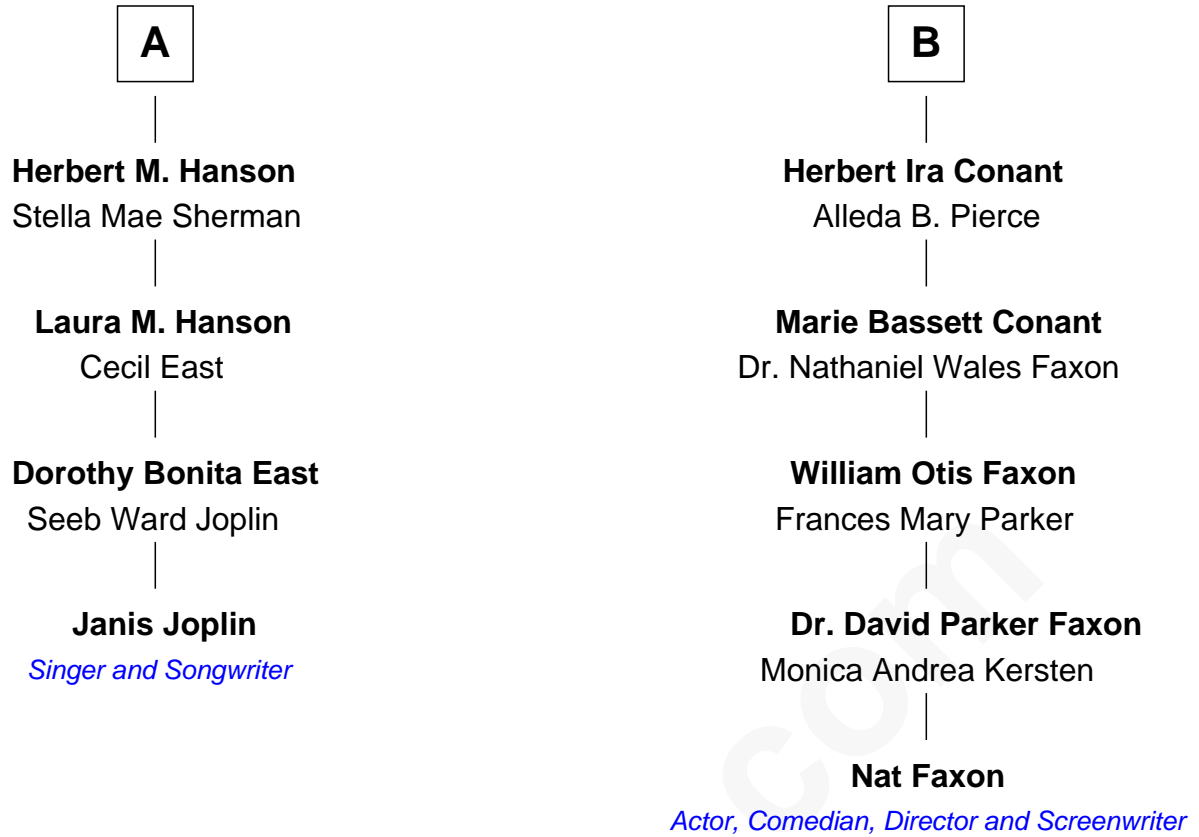 A
Herbert M. Hanson
Stella Mae Sherman
Laura M. Hanson
Cecil East
Dorothy Bonita East
Seeb Ward Joplin
Janis Joplin
Singer and Songwriter
B
Herbert Ira Conant
Alleda B. Pierce
Marie Bassett Conant
Dr. Nathaniel Wales Faxon
William Otis Faxon
Frances Mary Parker
Dr. David Parker Faxon
Monica Andrea Kersten
Nat Faxon
Actor, Comedian, Director and Screenwriter
com